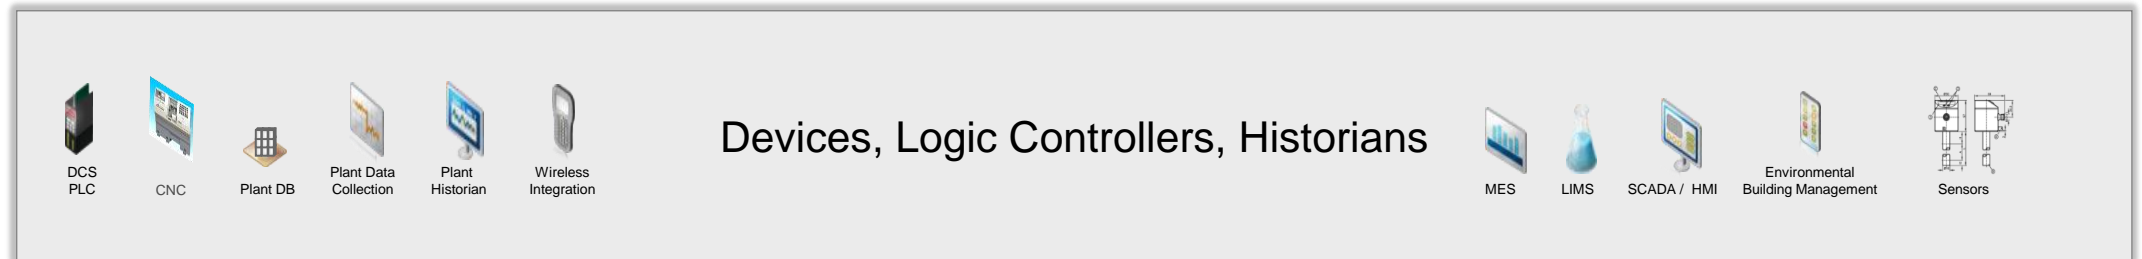 DCS
PLC
CNC
Plant DB
Plant Data
Collection
Plant
Historian
Wireless
Integration
Devices, Logic Controllers, Historians
MES
LIMS
SCADA / HMI
Environmental
Building Management
Sensors